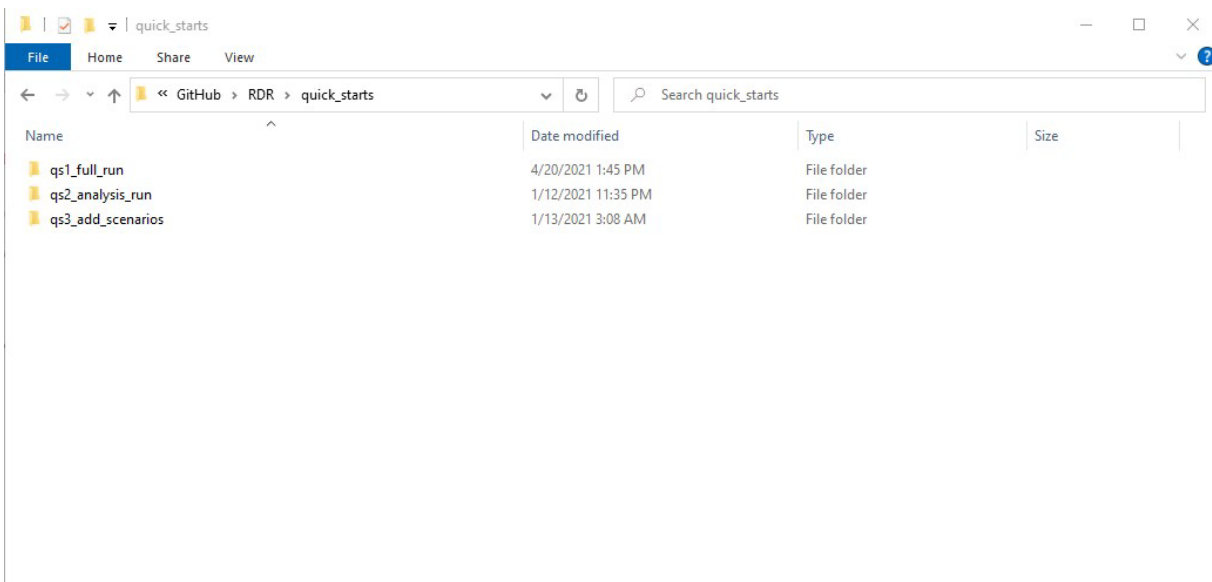 quick_starts
File Home Share View
« GitHub > RDR > quick_starts Search quick_starts
Name Date modified Type Size
qs1_full_run 4/20/2021 1:45 PM File folder
qs2_analysis_run 1/12/2021 11:35 PM File folder
qs3_add_scenarios 1/13/2021 3:08 AM File folder